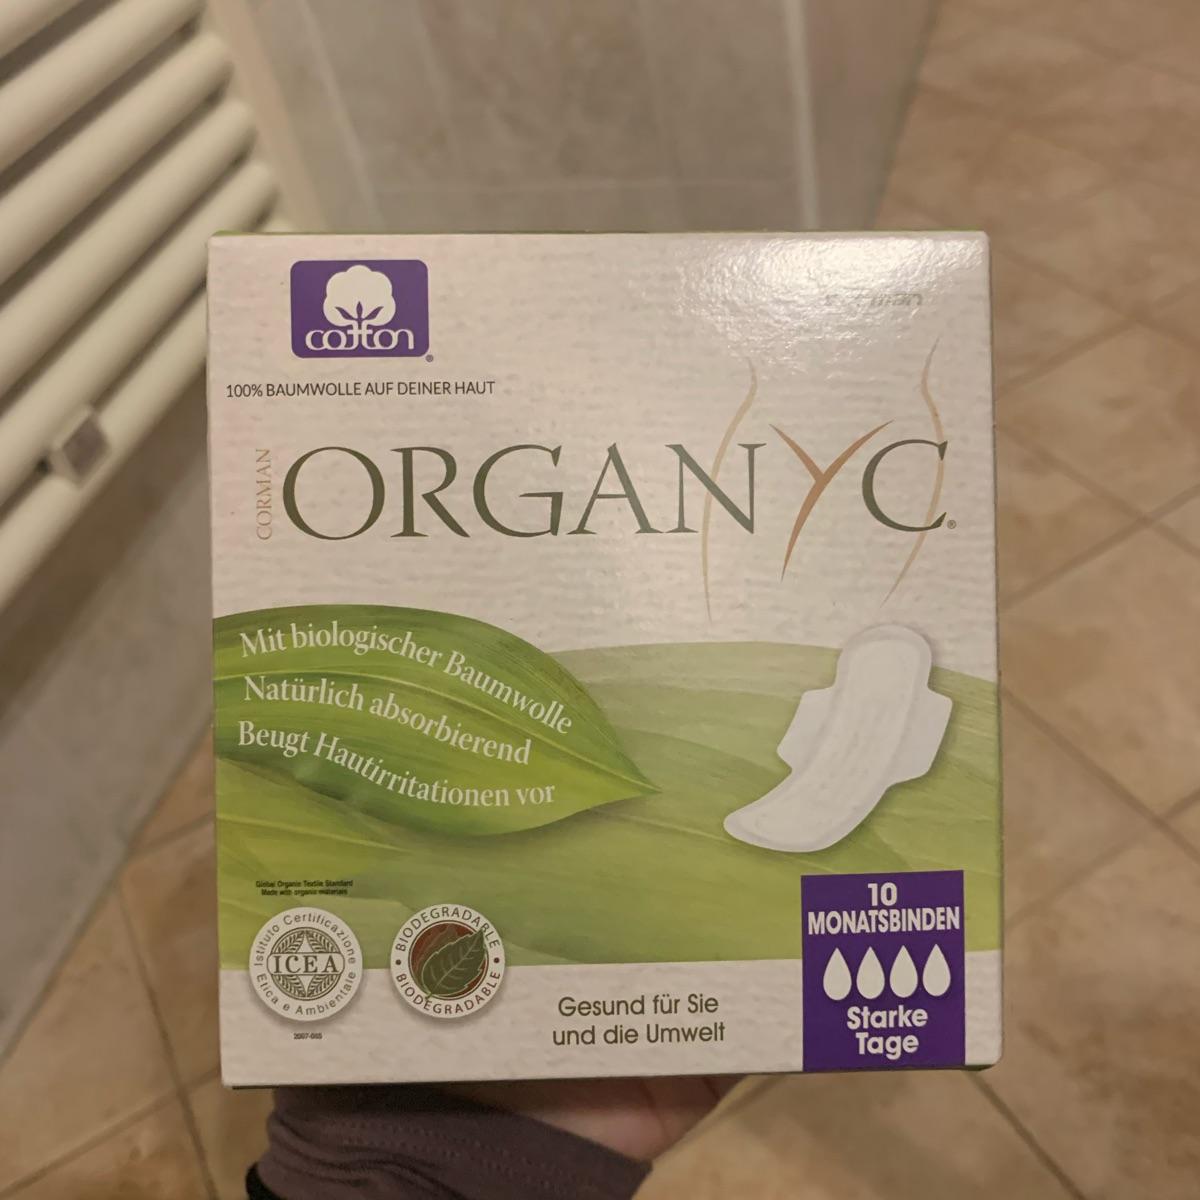 cotton
®
100% BAUMWOLLE AUF DEINER HAUT
CORMAN
ORGANYC®
Mit biologischer Baumwolle
Natürlich absorbierend
Beugt Hautirritationen vor
Global Organic Textile Standard
Made with organic materials
Istituto Certificazione
ICEA
Etica e Ambientale
BIODEGRADABLE
BIODEGRADABLE
Gesund für Sie
und die Umwelt
10
MONATSBINDEN
Starke
Tage